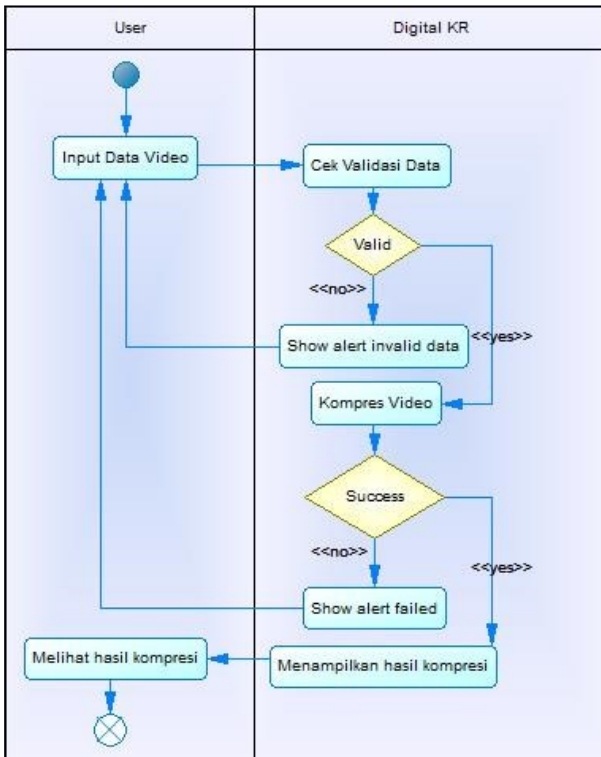 User
Digital KR
Input Data Video
Cek Validasi Data
Valid
<<no>>
<<yes>>
Show alert invalid data
Kompres Video
Success
<<no>>
<<yes>>
Show alert failed
Melihat hasil kompresi
Menampilkan hasil kompresi